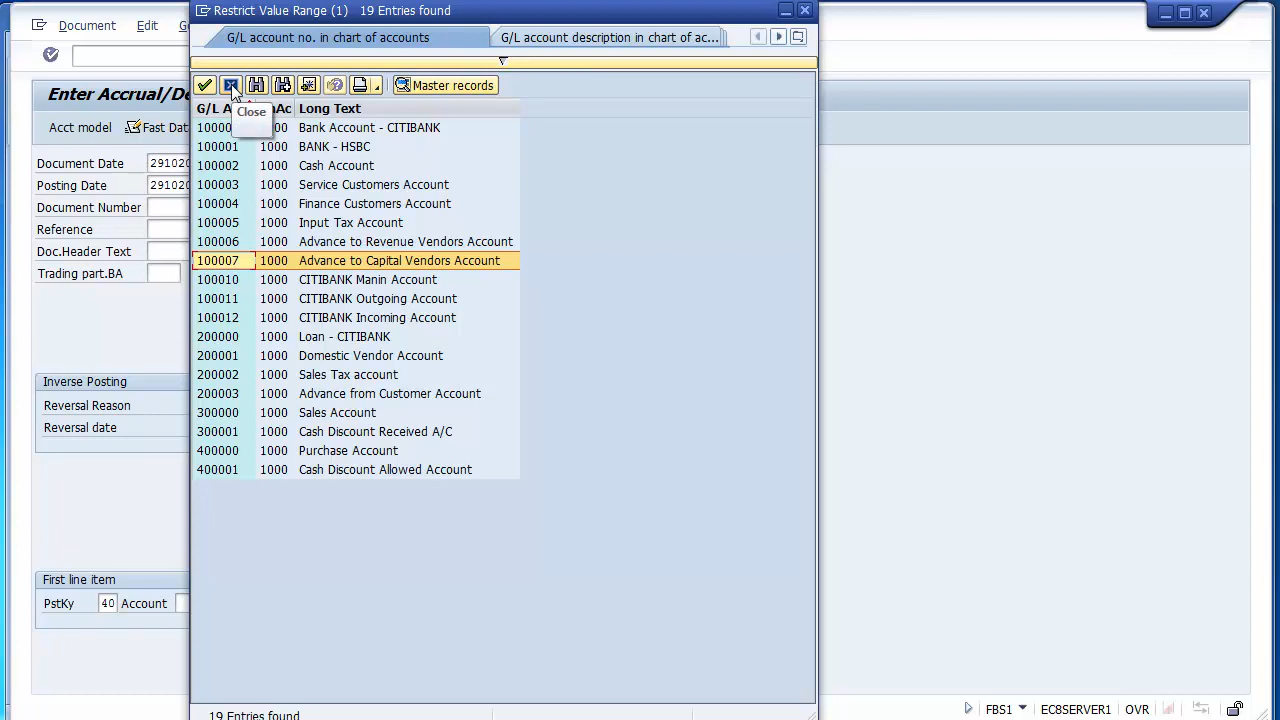 Restrict Value Range (1) 19 Entries found
Document Edit
G/L account no. in chart of accounts G/L account description in chart of ac...
Enter Accrual/De
Master records
Close
G/L A Long Text
Acct model Fast Dat
Bank Account - CITIBANK
100001 1000 BANK - HSBC
Document Date 291020
100002 1000 Cash Account
Posting Date 291020
100003 1000 Service Customers Account
Document Number
100004 1000 Finance Customers Account
Reference
100005 1000 Input Tax Account
Doc.Header Text
100006 1000 Advance to Revenue Vendors Account
Trading part.BA
100007 1000 Advance to Capital Vendors Account
100010 1000 CITIBANK Manin Account
100011 1000 CITIBANK Outgoing Account
100012 1000 CITIBANK Incoming Account
200000 1000 Loan - CITIBANK
200001 1000 Domestic Vendor Account
200002 1000 Sales Tax account
200003 1000 Advance from Customer Account
300000 1000 Sales Account
300001 1000 Cash Discount Received A/C
400000 1000 Purchase Account
400001 1000 Cash Discount Allowed Account
Inverse Posting
Reversal Reason
Reversal date
First line item
PstKy 40 Account
19 Entries found
FBS1 EC8SERVER1 OVR